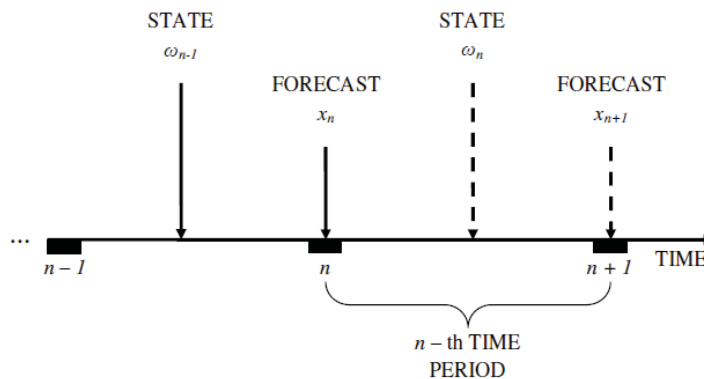 STATE
ωn-1
STATE
ωn
FORECAST
xn
FORECAST
xn+1
...
n – 1
n
n + 1
TIME
n – th TIME
PERIOD